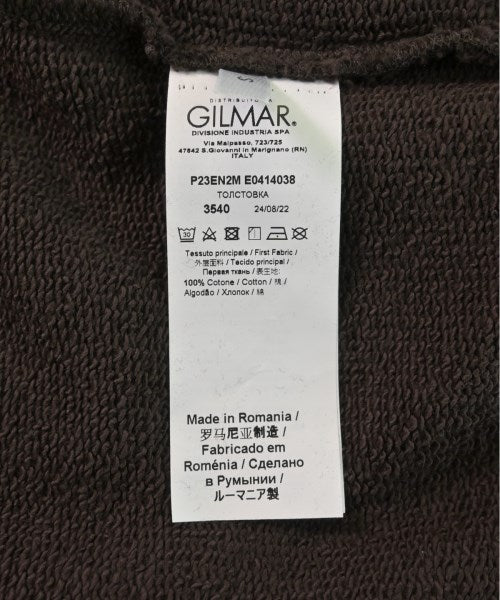 S
DISTRIBUITO DA
GILMAR®
DIVISIONE INDUSTRIA SPA
Via Malpasso, 723/725
47842 S.Giovanni in Marignano (RN)
ITALY
P23EN2M E0414038
ТОЛСТОВКА
3540 24/08/22
30
Tessuto principale / First Fabric /
外层面料 / Tecido principal /
Первая ткань / 表生地:
100% Cotone / Cotton / 棉 /
Algodão / Хлопок / 綿
Made in Romania /
罗马尼亚制造 /
Fabricado em
Roménia / Сделано
в Румынии /
ルーマニア製